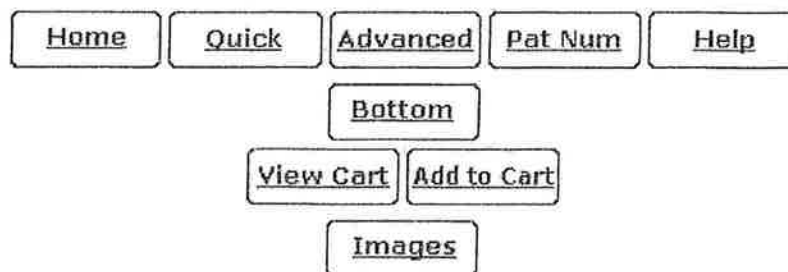 Home Quick Advanced Pat Num Help
Bottom
View Cart Add to Cart
Images